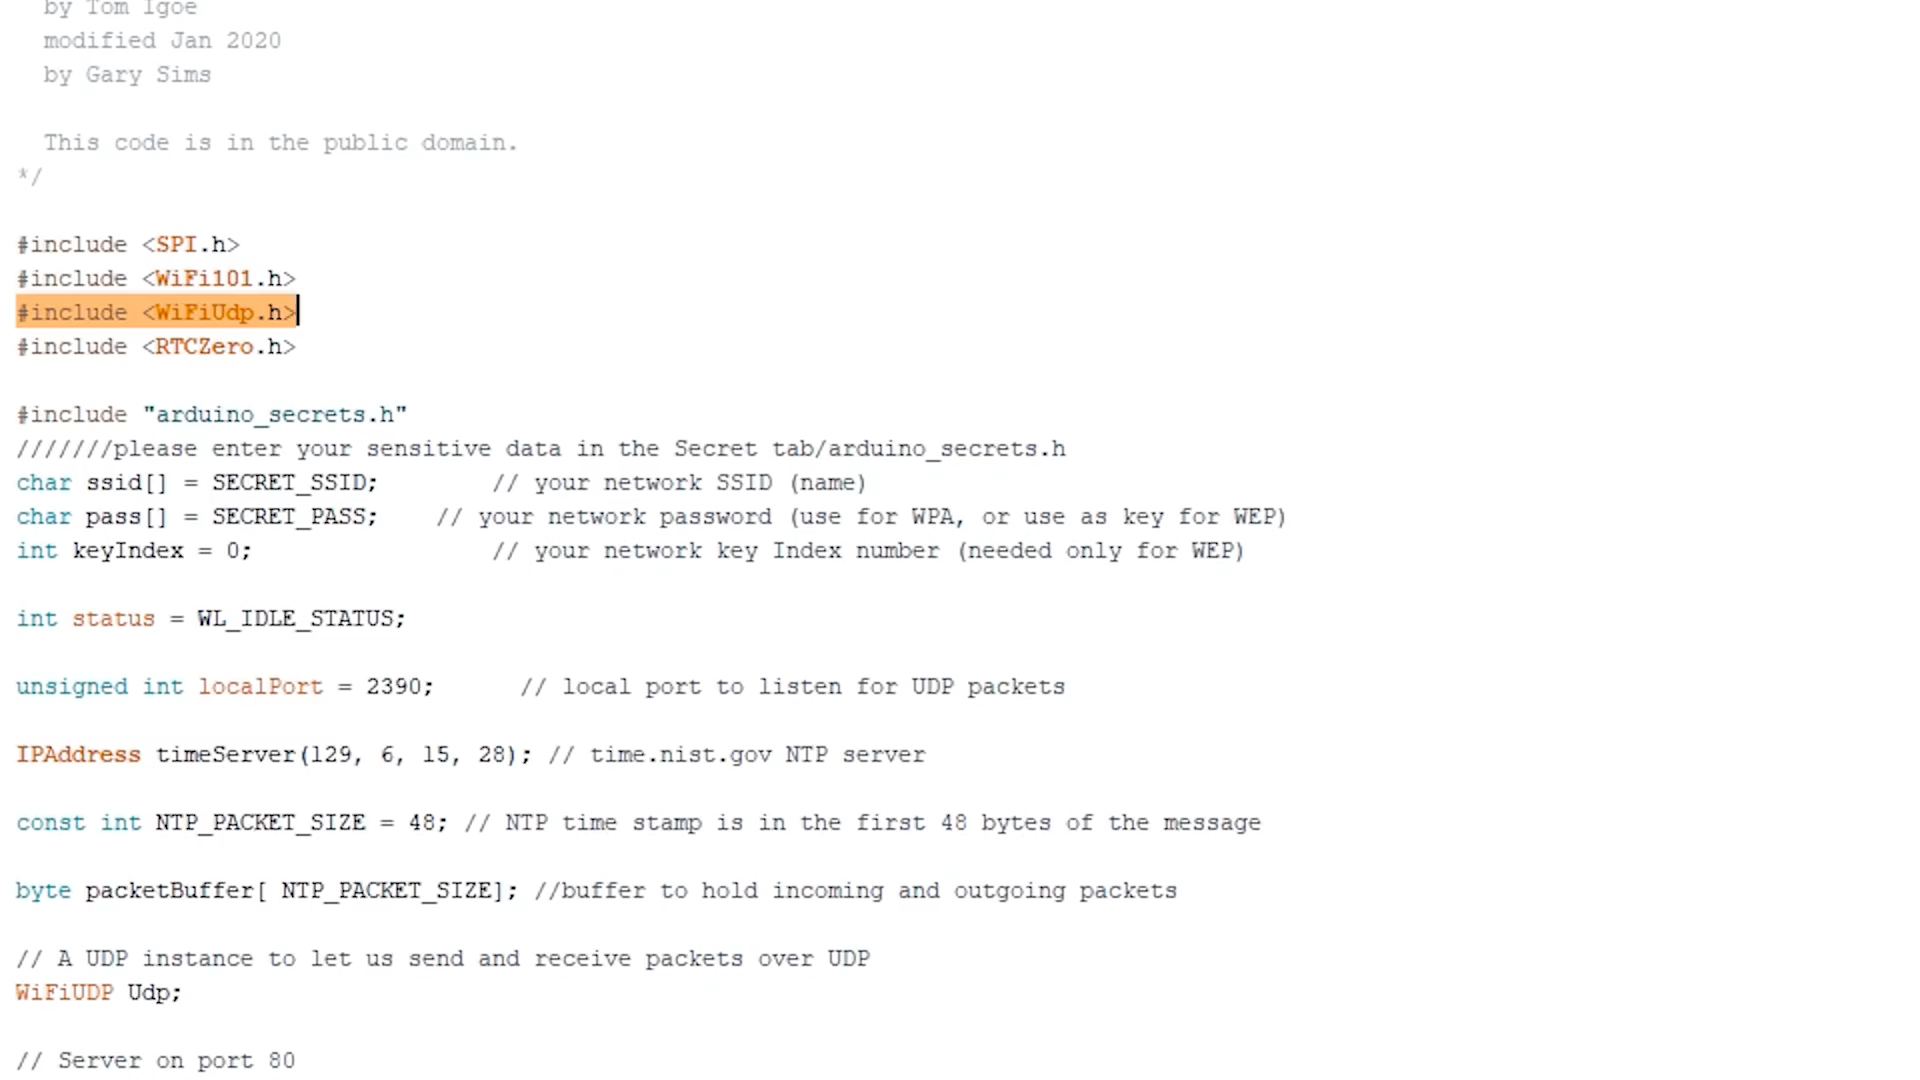 by Tom Igoe
modified Jan 2020
by Gary Sims
This code is in the public domain.
*/
#include <SPI.h>
#include <WiFi101.h>
#include <WiFiUdp.h>
#include <RTCZero.h>
#include "arduino_secrets.h"
///////please enter your sensitive data in the Secret tab/arduino_secrets.h
char ssid[] = SECRET_SSID;        // your network SSID (name)
char pass[] = SECRET_PASS;    // your network password (use for WPA, or use as key for WEP)
int keyIndex = 0;                 // your network key Index number (needed only for WEP)
int status = WL_IDLE_STATUS;
unsigned int localPort = 2390;      // local port to listen for UDP packets
IPAddress timeServer(129, 6, 15, 28); // time.nist.gov NTP server
const int NTP_PACKET_SIZE = 48; // NTP time stamp is in the first 48 bytes of the message
byte packetBuffer[ NTP_PACKET_SIZE]; //buffer to hold incoming and outgoing packets
// A UDP instance to let us send and receive packets over UDP
WiFiUDP Udp;
// Server on port 80